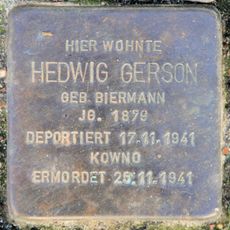 HIER WOHNTE
HEDWIG GERSON
GEB. BIERMANN
JG. 1879
DEPORTIERT 17.11.1941
KOWNO
ERMORDET 25.11.1941